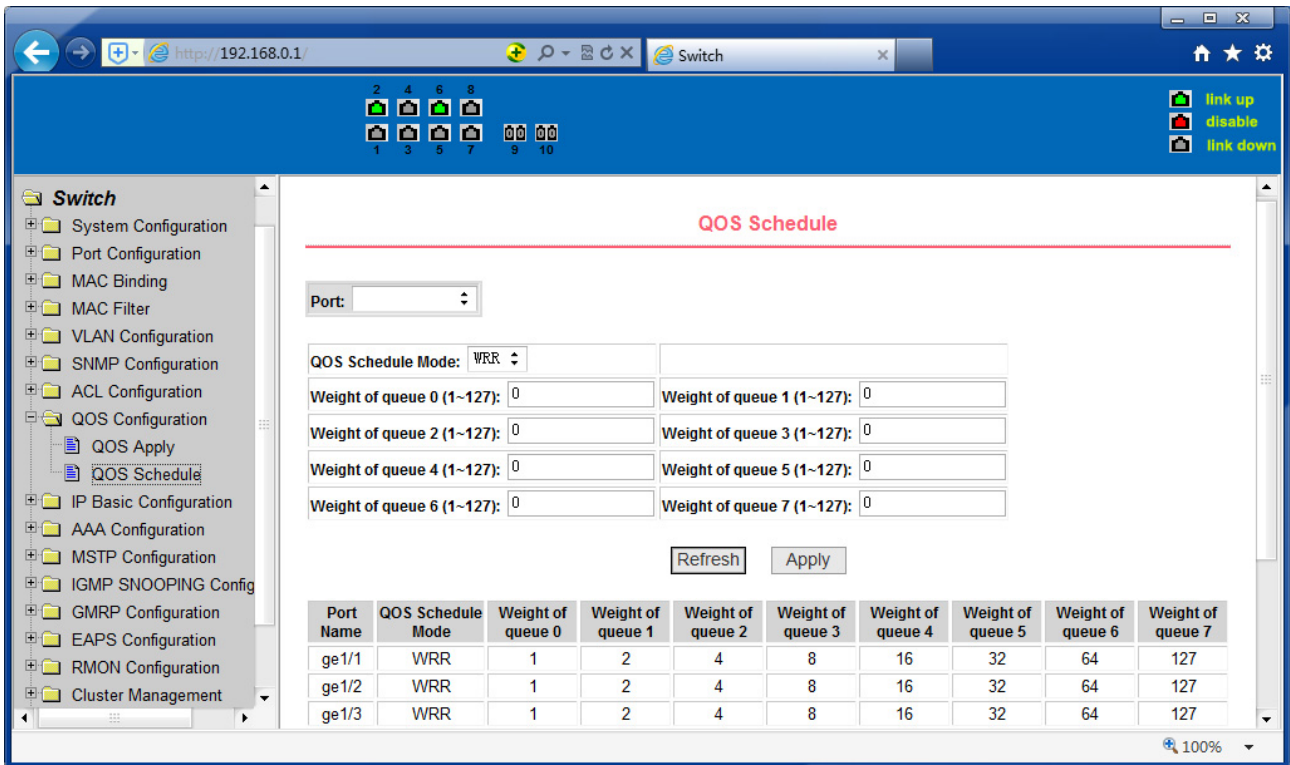 http://192.168.0.1/
Switch
2 4 6 8
1 3 5 7 9 10
link up
disable
link down
Switch
System Configuration
Port Configuration
MAC Binding
MAC Filter
VLAN Configuration
SNMP Configuration
ACL Configuration
QOS Configuration
QOS Apply
QOS Schedule
IP Basic Configuration
AAA Configuration
MSTP Configuration
IGMP SNOOPING Config
GMRP Configuration
EAPS Configuration
RMON Configuration
Cluster Management
QOS Schedule
Port:
QOS Schedule Mode: WRR
Weight of queue 0 (1~127): 0 Weight of queue 1 (1~127): 0
Weight of queue 2 (1~127): 0 Weight of queue 3 (1~127): 0
Weight of queue 4 (1~127): 0 Weight of queue 5 (1~127): 0
Weight of queue 6 (1~127): 0 Weight of queue 7 (1~127): 0
Refresh Apply
Port Name QOS Schedule Mode Weight of queue 0 Weight of queue 1 Weight of queue 2 Weight of queue 3 Weight of queue 4 Weight of queue 5 Weight of queue 6 Weight of queue 7
ge1/1 WRR 1 2 4 8 16 32 64 127
ge1/2 WRR 1 2 4 8 16 32 64 127
ge1/3 WRR 1 2 4 8 16 32 64 127
100%